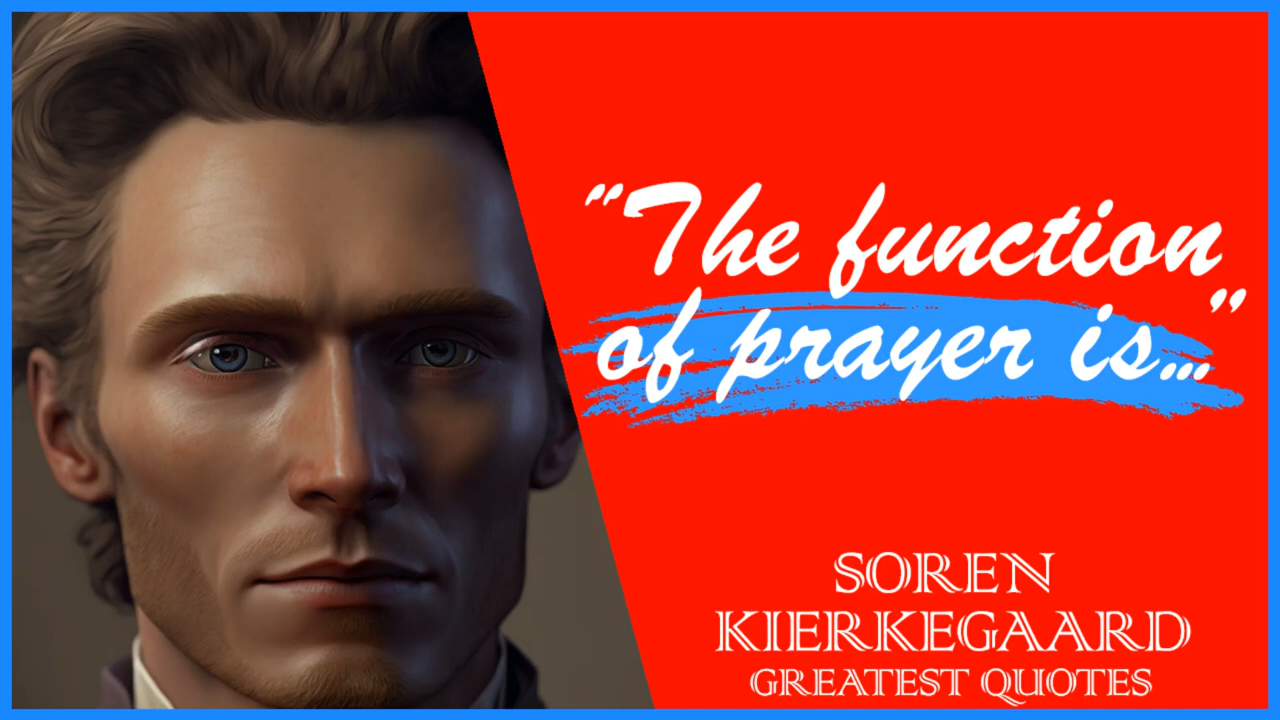 “The function
of prayer is...”
SOREN
KIERKEGAARD
GREATEST QUOTES